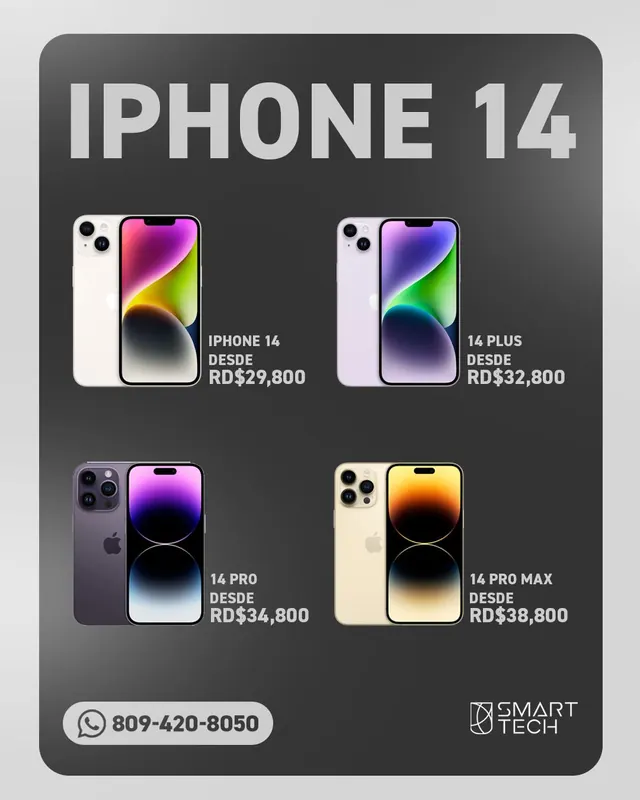 IPHONE 14
IPHONE 14
DESDE
RD$29,800
14 PLUS
DESDE
RD$32,800
14 PRO
DESDE
RD$34,800
14 PRO MAX
DESDE
RD$38,800
809-420-8050
SMART
TECH